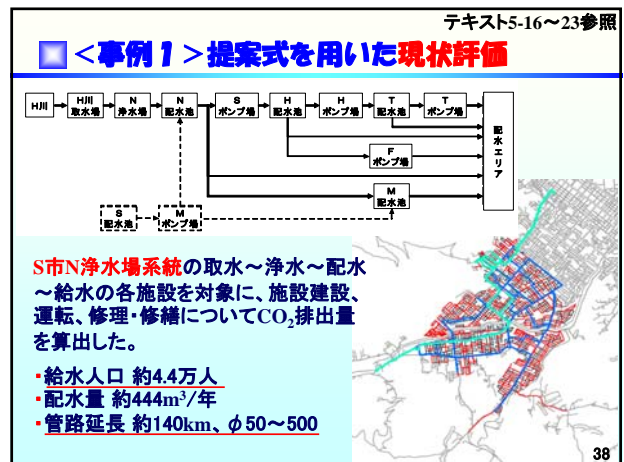 テキスト5-16～23参照
＜事例1＞提案式を用いた現状評価
H川
H川
取水場
N
浄水場
N
配水池
S
ポンプ場
H
配水池
H
ポンプ場
T
配水池
T
ポンプ場
配水エリア
F
ポンプ場
M
配水池
S
配水池
M
ポンプ場
S市N浄水場系統の取水～浄水～配水
～給水の各施設を対象に、施設建設、
運転、修理・修繕についてCO₂排出量
を算出した。
・給水人口 約4.4万人
・配水量 約444m³/年
・管路延長 約140km、φ50～500
38